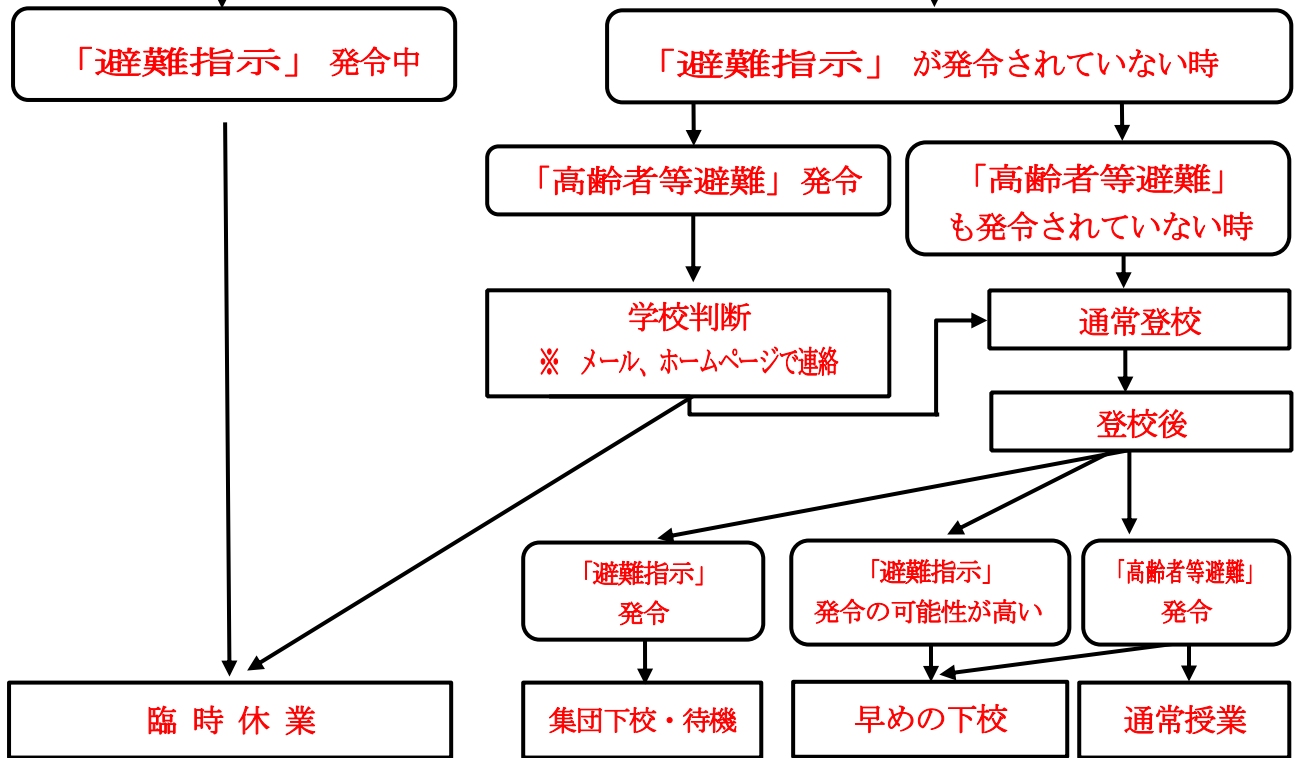 「避難指示」 発令中
「避難指示」 が発令されていない時
「高齢者等避難」 発令
「高齢者等避難」
も発令されていない時
学校判断
※　メール、ホームページで連絡
通常登校
登校後
「避難指示」
発令
「避難指示」
発令の可能性が高い
「高齢者等避難」
発令
臨 時 休 業
集団下校・待機
早めの下校
通常授業